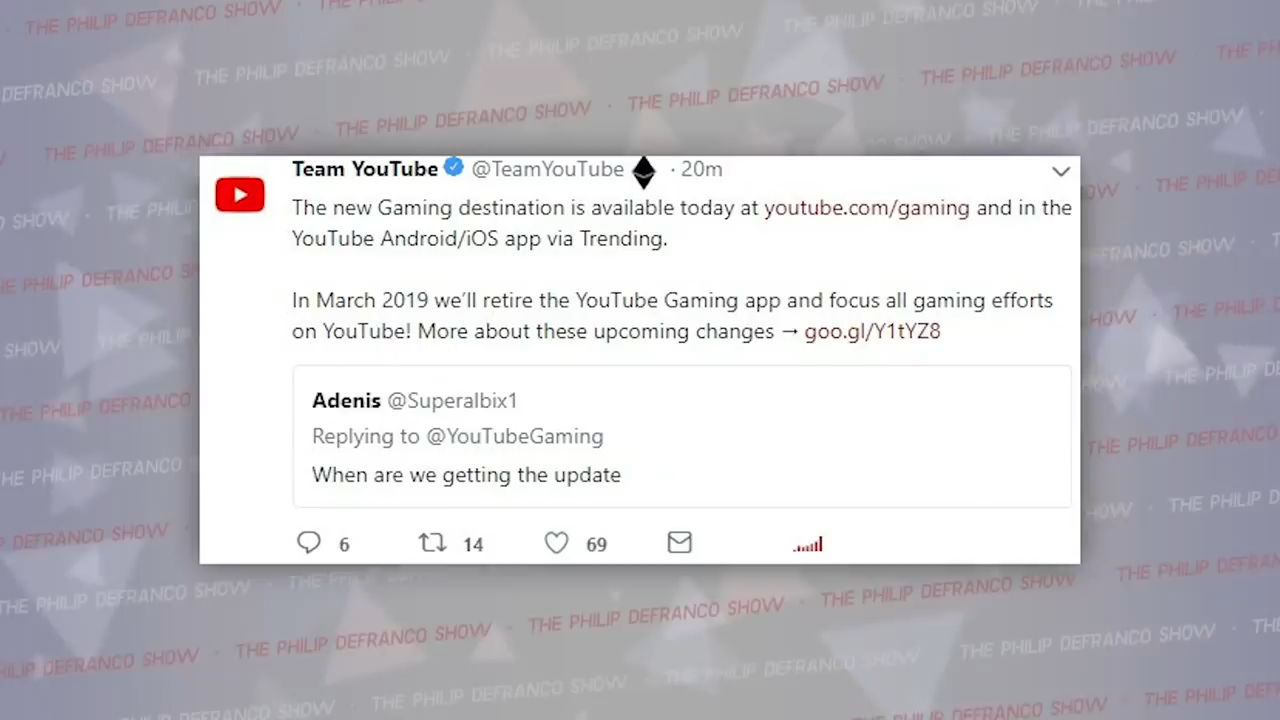 THE PHILIP DEFRANCO SHOW
Team YouTube @TeamYouTube · 20m
The new Gaming destination is available today at youtube.com/gaming and in the
YouTube Android/iOS app via Trending.
In March 2019 we'll retire the YouTube Gaming app and focus all gaming efforts
on YouTube! More about these upcoming changes → goo.gl/Y1tYZ8
Adenis @Superalbix1
Replying to @YouTubeGaming
When are we getting the update
6 14 69